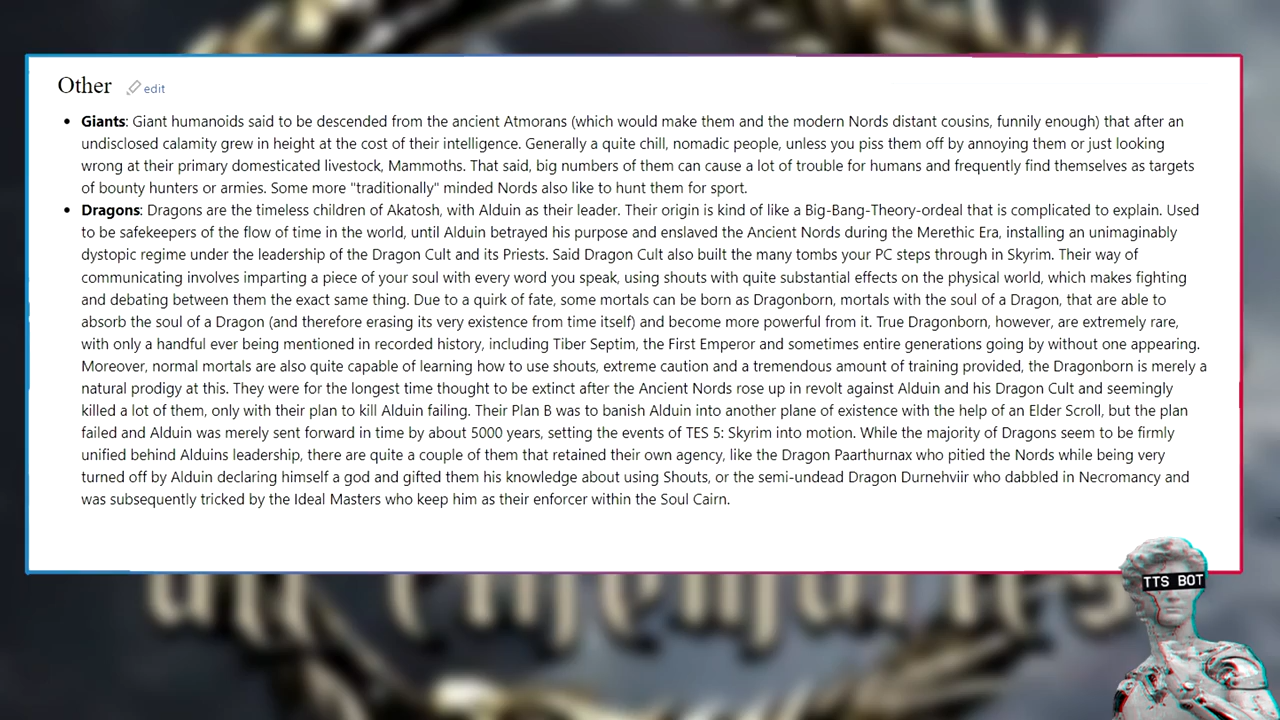 Other edit
Giants: Giant humanoids said to be descended from the ancient Atmorans (which would make them and the modern Nords distant cousins, funnily enough) that after an
undisclosed calamity grew in height at the cost of their intelligence. Generally a quite chill, nomadic people, unless you piss them off by annoying them or just looking
wrong at their primary domesticated livestock, Mammoths. That said, big numbers of them can cause a lot of trouble for humans and frequently find themselves as targets
of bounty hunters or armies. Some more "traditionally" minded Nords also like to hunt them for sport.
Dragons: Dragons are the timeless children of Akatosh, with Alduin as their leader. Their origin is kind of like a Big-Bang-Theory-ordeal that is complicated to explain. Used
to be safekeepers of the flow of time in the world, until Alduin betrayed his purpose and enslaved the Ancient Nords during the Merethic Era, installing an unimaginably
dystopic regime under the leadership of the Dragon Cult and its Priests. Said Dragon Cult also built the many tombs your PC steps through in Skyrim. Their way of
communicating involves imparting a piece of your soul with every word you speak, using shouts with quite substantial effects on the physical world, which makes fighting
and debating between them the exact same thing. Due to a quirk of fate, some mortals can be born as Dragonborn, mortals with the soul of a Dragon, that are able to
absorb the soul of a Dragon (and therefore erasing its very existence from time itself) and become more powerful from it. True Dragonborn, however, are extremely rare,
with only a handful ever being mentioned in recorded history, including Tiber Septim, the First Emperor and sometimes entire generations going by without one appearing.
Moreover, normal mortals are also quite capable of learning how to use shouts, extreme caution and a tremendous amount of training provided, the Dragonborn is merely a
natural prodigy at this. They were for the longest time thought to be extinct after the Ancient Nords rose up in revolt against Alduin and his Dragon Cult and seemingly
killed a lot of them, only with their plan to kill Alduin failing. Their Plan B was to banish Alduin into another plane of existence with the help of an Elder Scroll, but the plan
failed and Alduin was merely sent forward in time by about 5000 years, setting the events of TES 5: Skyrim into motion. While the majority of Dragons seem to be firmly
unified behind Alduins leadership, there are quite a couple of them that retained their own agency, like the Dragon Paarthurnax who pitied the Nords while being very
turned off by Alduin declaring himself a god and gifted them his knowledge about using Shouts, or the semi-undead Dragon Durnehviir who dabbled in Necromancy and
was subsequently tricked by the Ideal Masters who keep him as their enforcer within the Soul Cairn.
TTS BOT